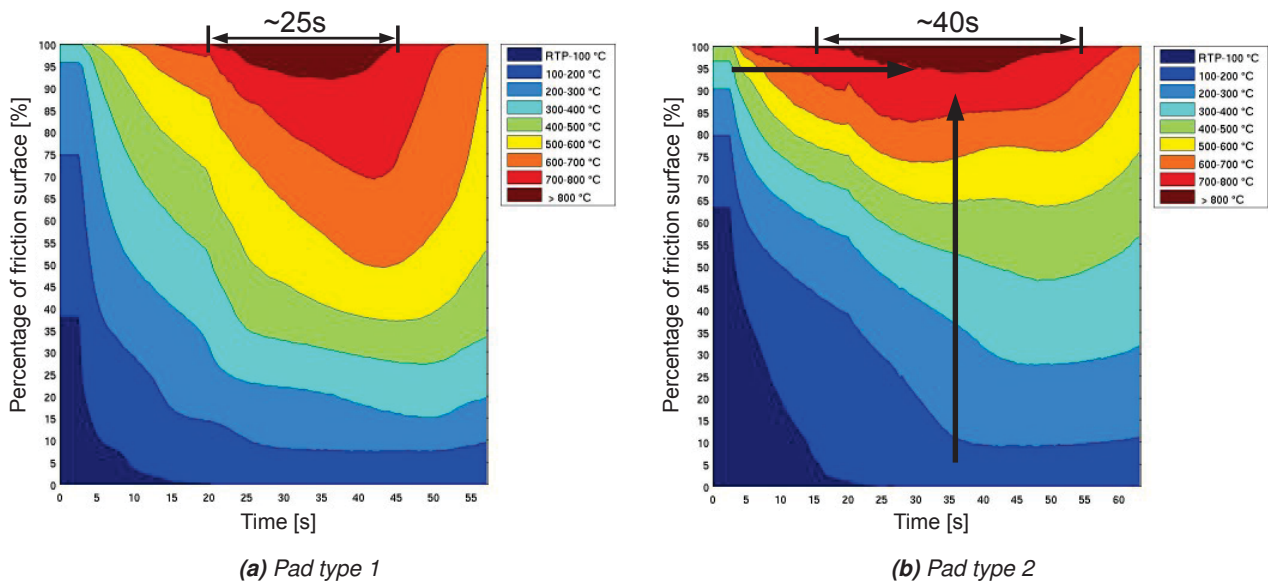 ~25s
100
95
90
85
80
75
70
65
60
55
50
45
40
35
30
25
20
15
10
5
0
Percentage of friction surface [%]
0 5 10 15 20 25 30 35 40 45 50 55
Time [s]
RTP-100 °C
100-200 °C
200-300 °C
300-400 °C
400-500 °C
500-600 °C
600-700 °C
700-800 °C
> 800 °C
(a) Pad type 1
~40s
100
95
90
85
80
75
70
65
60
55
50
45
40
35
30
25
20
15
10
5
0
Percentage of friction surface [%]
0 5 10 15 20 25 30 35 40 45 50 55 60
Time [s]
RTP-100 °C
100-200 °C
200-300 °C
300-400 °C
400-500 °C
500-600 °C
600-700 °C
700-800 °C
> 800 °C
(b) Pad type 2